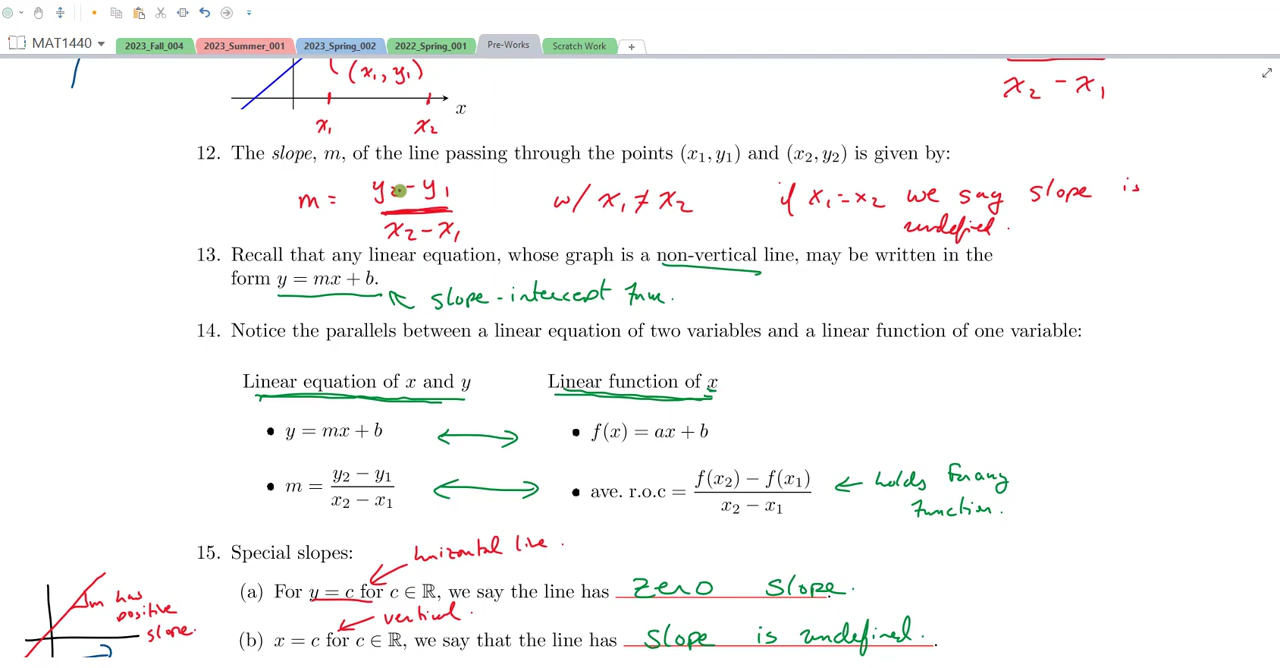 MAT1440
2023_Fall_004
2023_Summer_001
2023_Spring_002
2022_Spring_001
Pre-Works
Scratch Work
+
(x₁, y₁)
x₂ - x₁
x
x₁ x₂
12. The slope, m, of the line passing through the points (x₁, y₁) and (x₂, y₂) is given by:
m = (y₂ - y₁)/(x₂ - x₁) w/ x₁ ≠ x₂ if x₁ = x₂ we say slope is
undefined.
13. Recall that any linear equation, whose graph is a non-vertical line, may be written in the
form y = mx + b. slope-intercept form.
14. Notice the parallels between a linear equation of two variables and a linear function of one variable:
Linear equation of x and y Linear function of x
• y = mx + b ⟷ • f(x) = ax + b
• m = (y₂ − y₁)/(x₂ − x₁) ⟷ • ave. r.o.c = (f(x₂) − f(x₁))/(x₂ − x₁) ← holds for any
function.
15. Special slopes: horizontal line.
(a) For y = c for c ∈ ℝ, we say the line has zero slope.
vertical.
(b) x = c for c ∈ ℝ, we say that the line has slope is undefined.
m has
positive
slope.